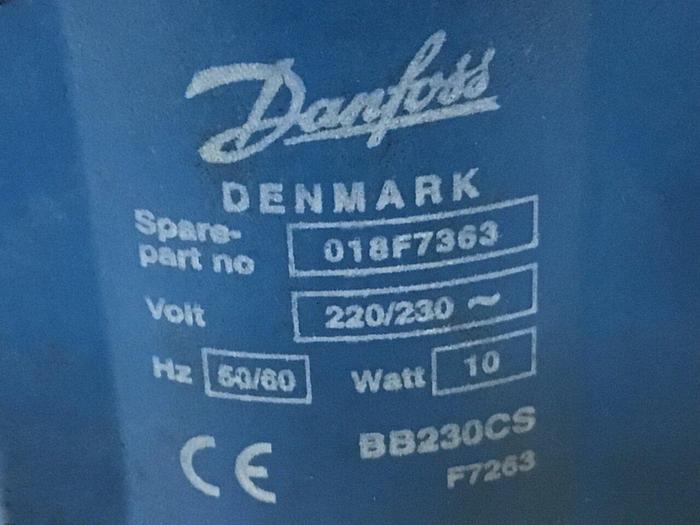 Danfoss
DENMARK
Spare-
part no 018F7363
Volt 220/230 ~
Hz 50/60 Watt 10
CE BB230CS
F7263